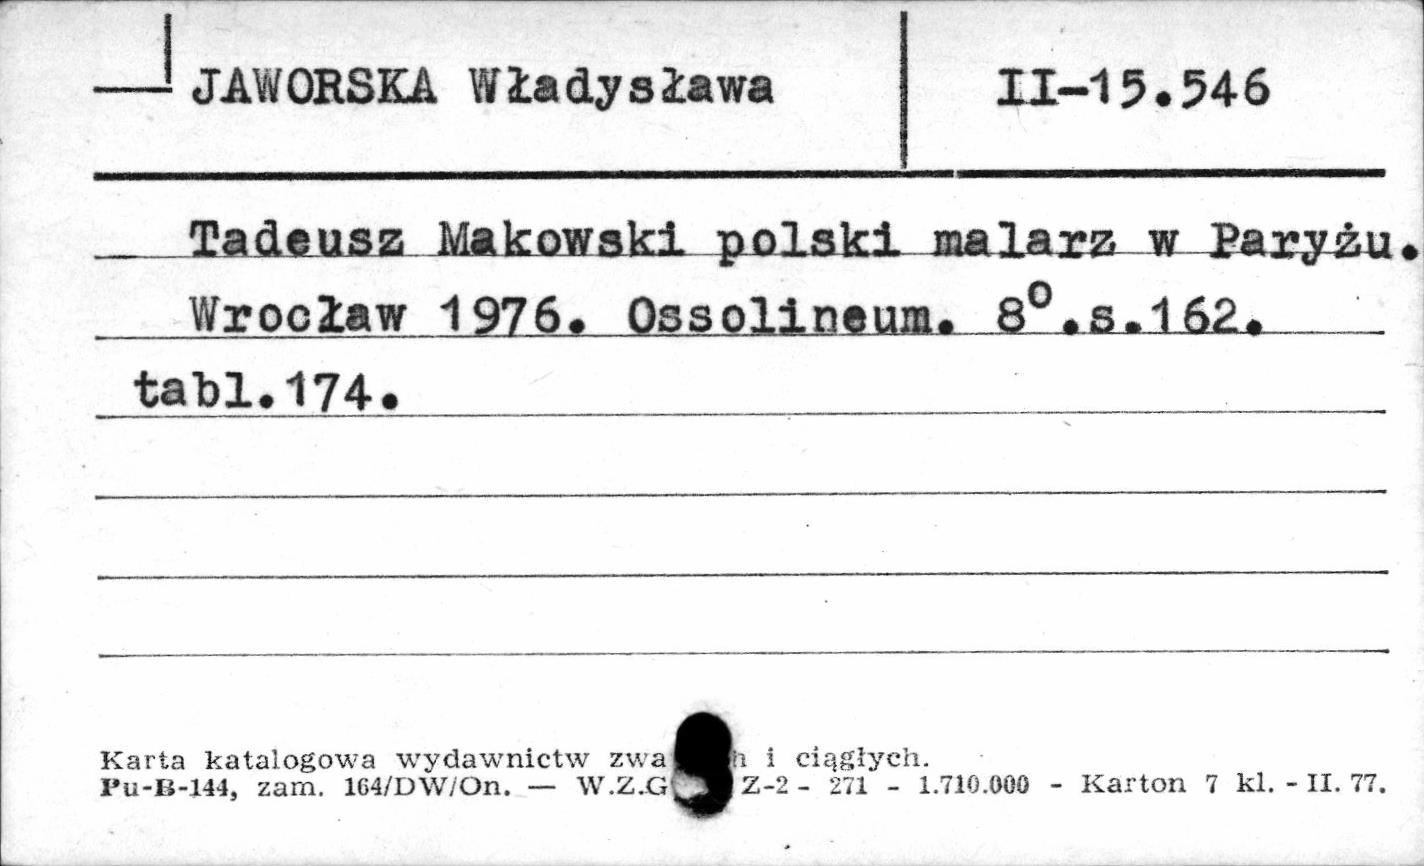 JAWORSKA Władysława II-15.546
Tadeusz Makowski polski malarz w Paryżu.
Wrocław 1976. Ossolineum. 8⁰.s.162.
tabl.174.
Karta katalogowa wydawnictw i ciągłych.
Pu-B-144, zam. 164/DW/On. — W.Z.G Z-2 - 271 - 1.710.000 - Karton 7 kl. - II. 77.